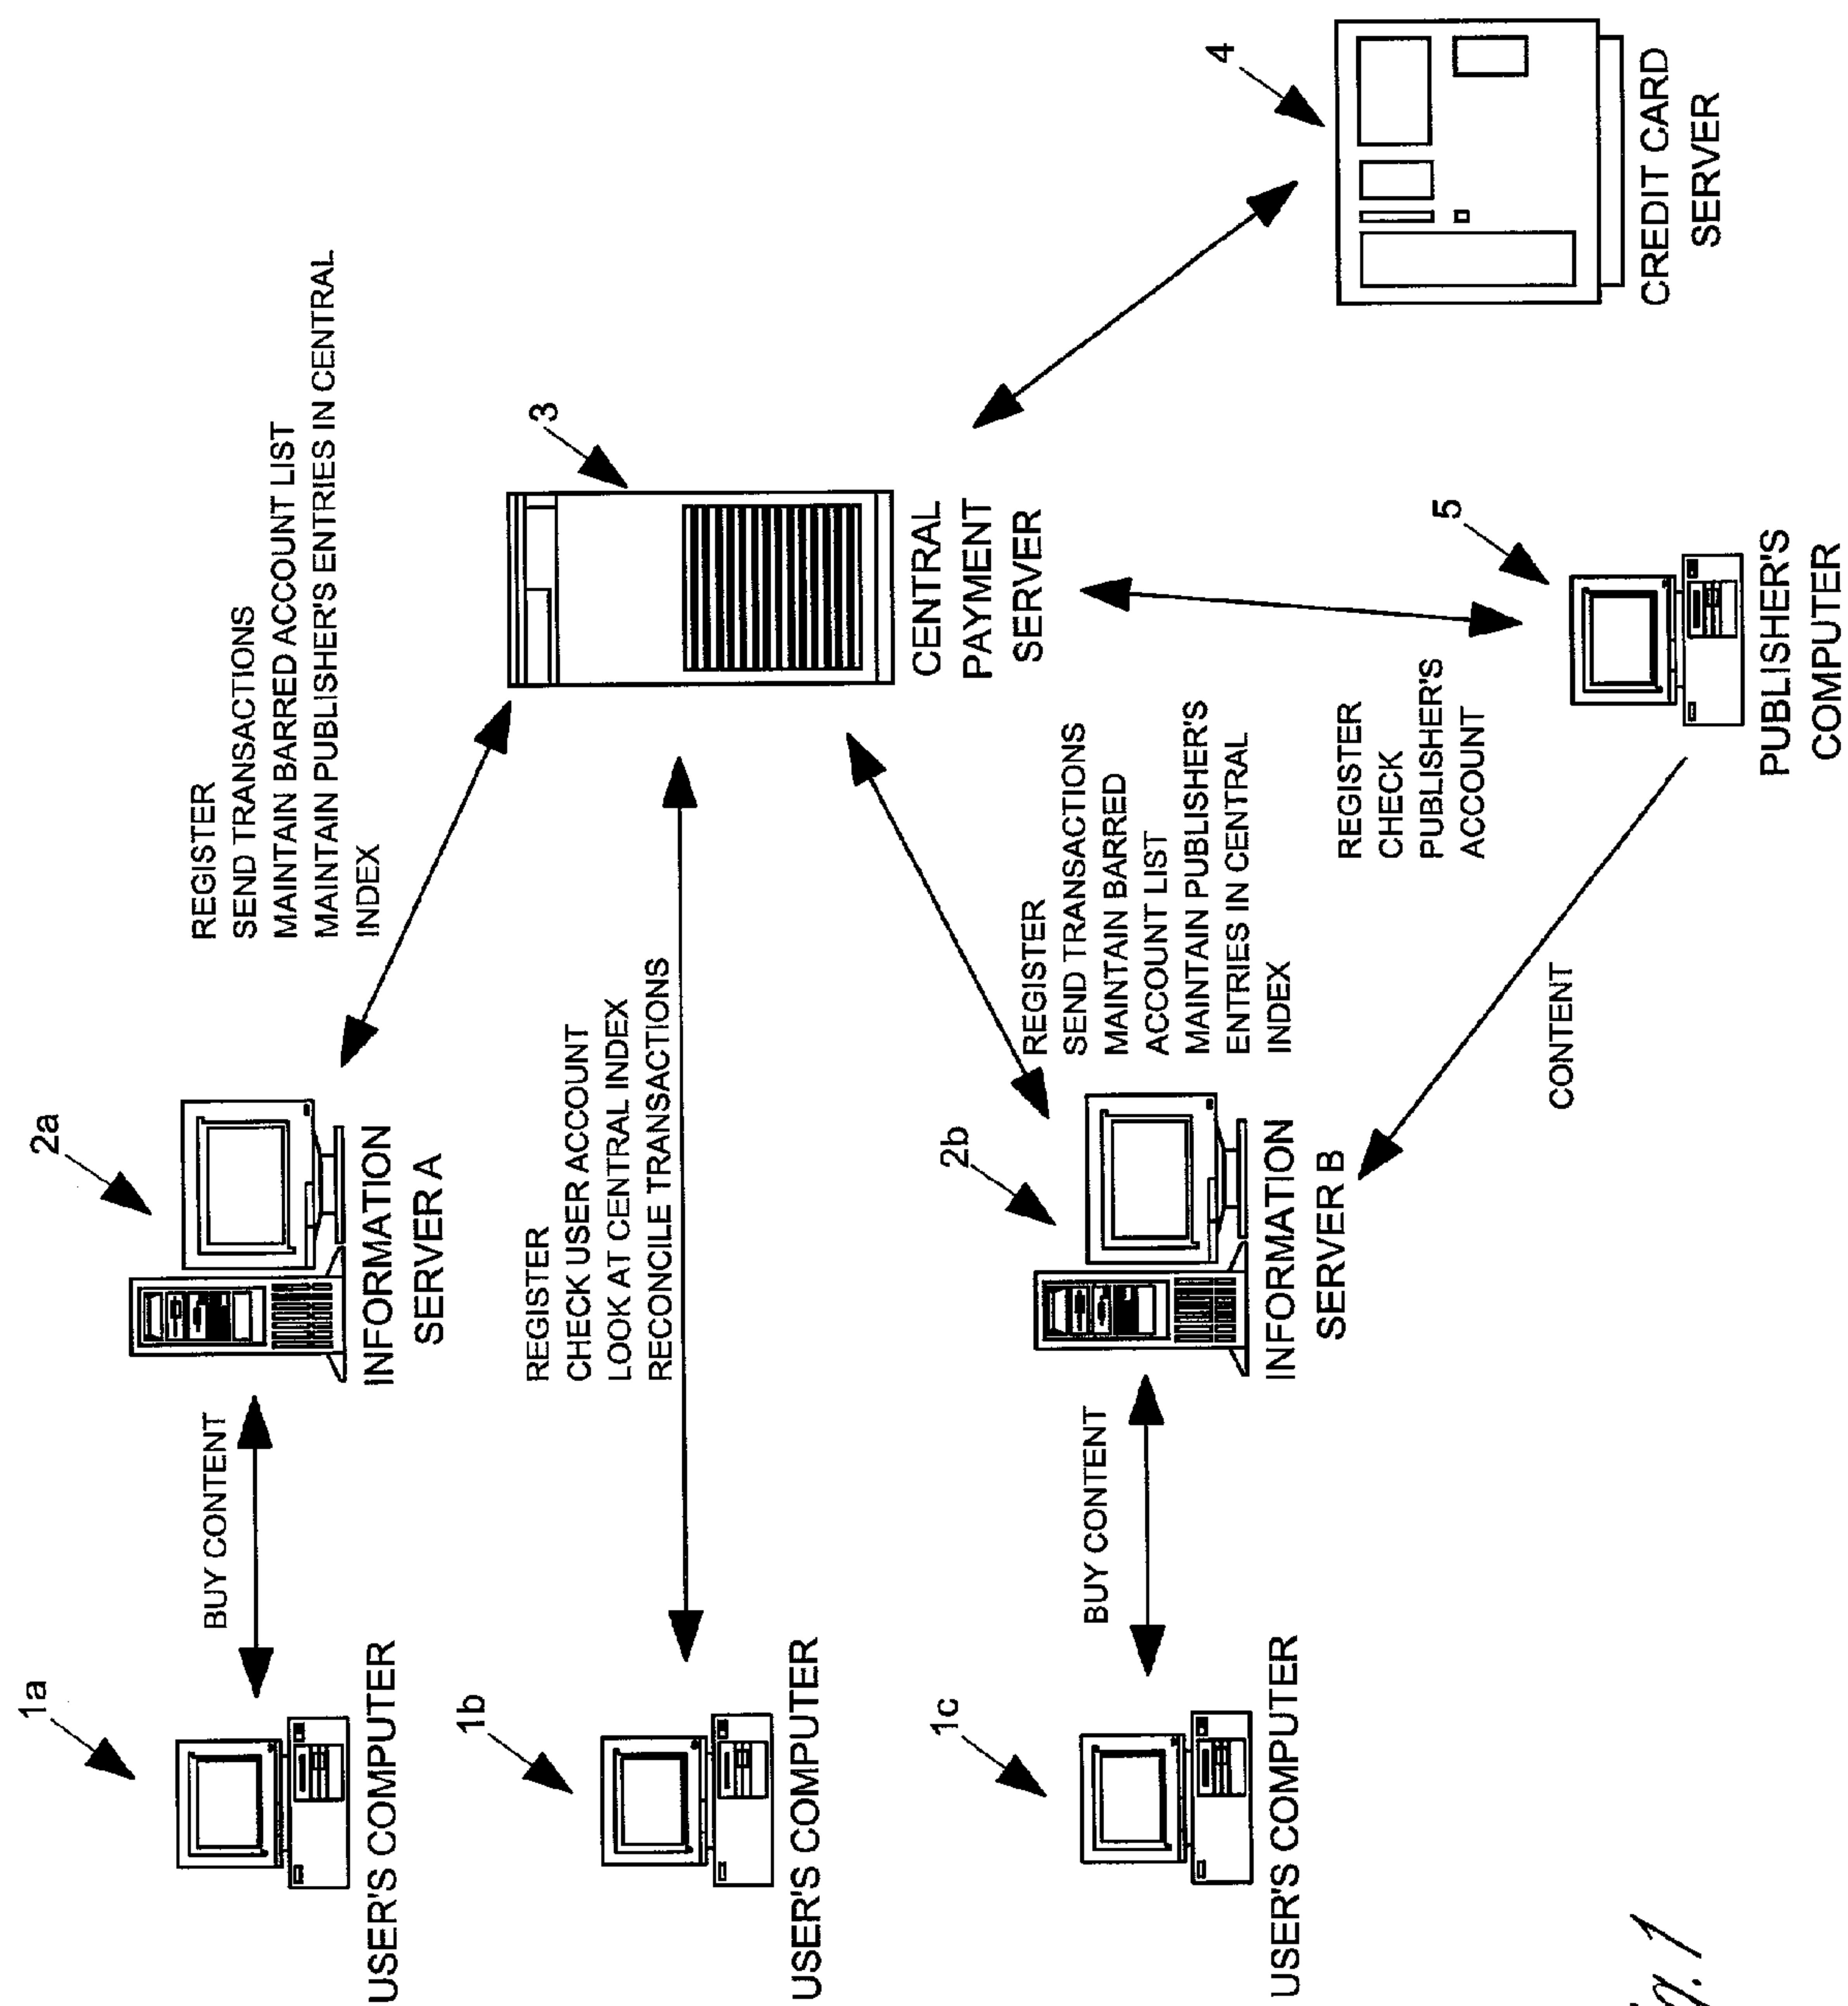 1a
USER'S COMPUTER
BUY CONTENT
2a
INFORMATION
SERVER A
REGISTER
SEND TRANSACTIONS
MAINTAIN BARRED ACCOUNT LIST
MAINTAIN PUBLISHER'S ENTRIES IN CENTRAL
INDEX
1b
USER'S COMPUTER
REGISTER
CHECK USER ACCOUNT
LOOK AT CENTRAL INDEX
RECONCILE TRANSACTIONS
3
CENTRAL
PAYMENT
SERVER
1c
USER'S COMPUTER
BUY CONTENT
2b
INFORMATION
SERVER B
REGISTER
SEND TRANSACTIONS
MAINTAIN BARRED
ACCOUNT LIST
MAINTAIN PUBLISHER'S
ENTRIES IN CENTRAL
INDEX
4
CREDIT CARD
SERVER
REGISTER
CHECK
PUBLISHER'S
ACCOUNT
5
PUBLISHER'S
COMPUTER
CONTENT